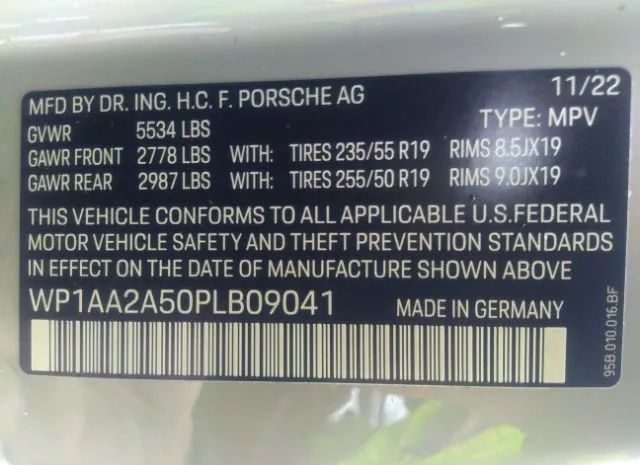 MFD BY DR. ING. H.C. F. PORSCHE AG 11/22
GVWR 5534 LBS TYPE: MPV
GAWR FRONT 2778 LBS WITH: TIRES 235/55 R19 RIMS 8.5JX19
GAWR REAR 2987 LBS WITH: TIRES 255/50 R19 RIMS 9.0JX19
THIS VEHICLE CONFORMS TO ALL APPLICABLE U.S.FEDERAL
MOTOR VEHICLE SAFETY AND THEFT PREVENTION STANDARDS
IN EFFECT ON THE DATE OF MANUFACTURE SHOWN ABOVE
WP1AA2A50PLB09041 MADE IN GERMANY
95B.010.016.BF